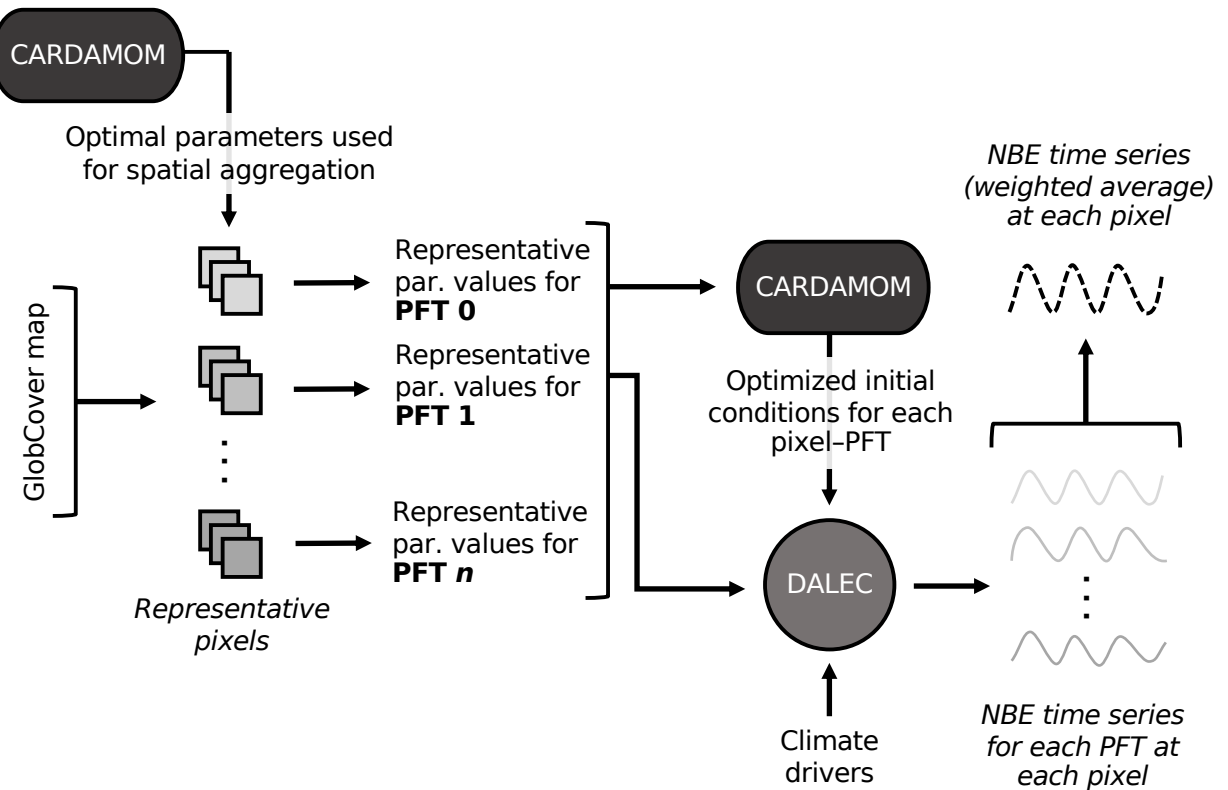 CARDAMOM
Optimal parameters used
for spatial aggregation
GlobCover map
Representative
par. values for
PFT 0
Representative
par. values for
PFT 1
Representative
par. values for
PFT n
Representative
pixels
CARDAMOM
Optimized initial
conditions for each
pixel–PFT
DALEC
Climate
drivers
NBE time series
(weighted average)
at each pixel
NBE time series
for each PFT at
each pixel